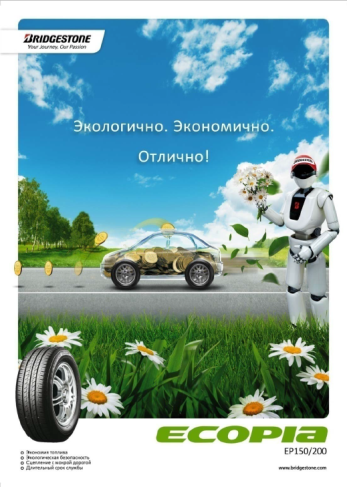 BRIDGESTONE
Your Journey, Our Passion
Экологично. Экономично.
Отлично!
ECOPIA
EP150/200
Экономия топлива
Экологическая безопасность
Сцепление с мокрой дорогой
Длительный срок службы
www.bridgestone.com